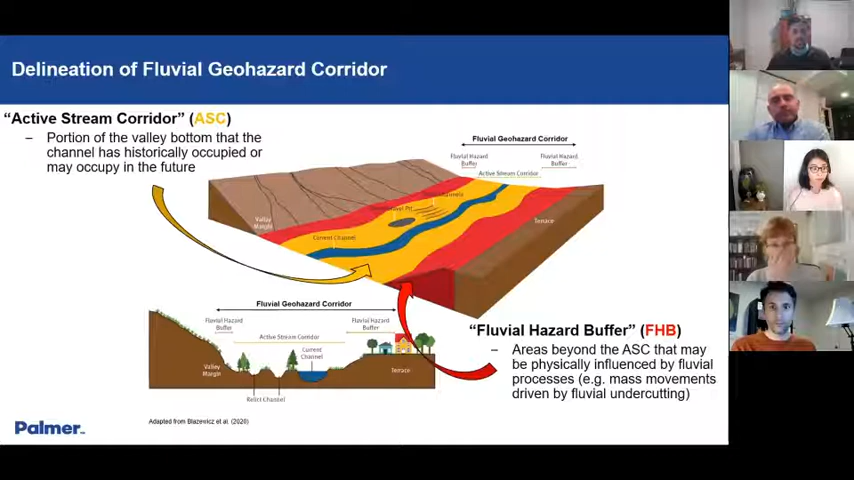 Delineation of Fluvial Geohazard Corridor
“Active Stream Corridor” (ASC)
– Portion of the valley bottom that the
channel has historically occupied or
may occupy in the future
Fluvial Geohazard Corridor
Fluvial Hazard
Buffer
Fluvial Hazard
Buffer
Active Stream Corridor
Valley
Margin
Current Channel
Terrace
Fluvial Geohazard Corridor
Fluvial Hazard
Buffer
Fluvial Hazard
Buffer
Active Stream Corridor
Current
Channel
Valley
Margin
Terrace
Relict Channel
“Fluvial Hazard Buffer” (FHB)
– Areas beyond the ASC that may
be physically influenced by fluvial
processes (e.g. mass movements
driven by fluvial undercutting)
Adapted from Blazewicz et al. (2020)
Palmer